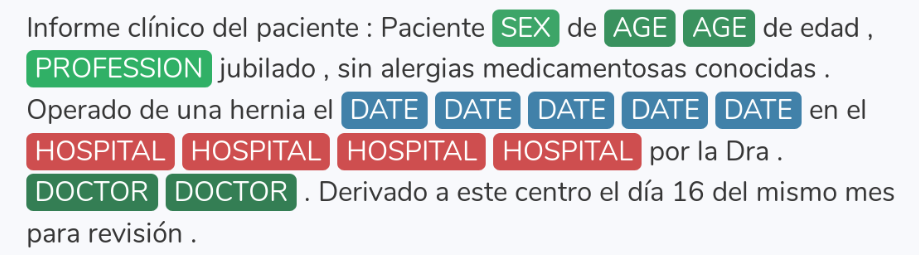 Informe clínico del paciente : Paciente SEX de AGE AGE de edad ,
PROFESSION jubilado , sin alergias medicamentosas conocidas .
Operado de una hernia el DATE DATE DATE DATE DATE en el
HOSPITAL HOSPITAL HOSPITAL HOSPITAL por la Dra .
DOCTOR DOCTOR . Derivado a este centro el día 16 del mismo mes
para revisión .